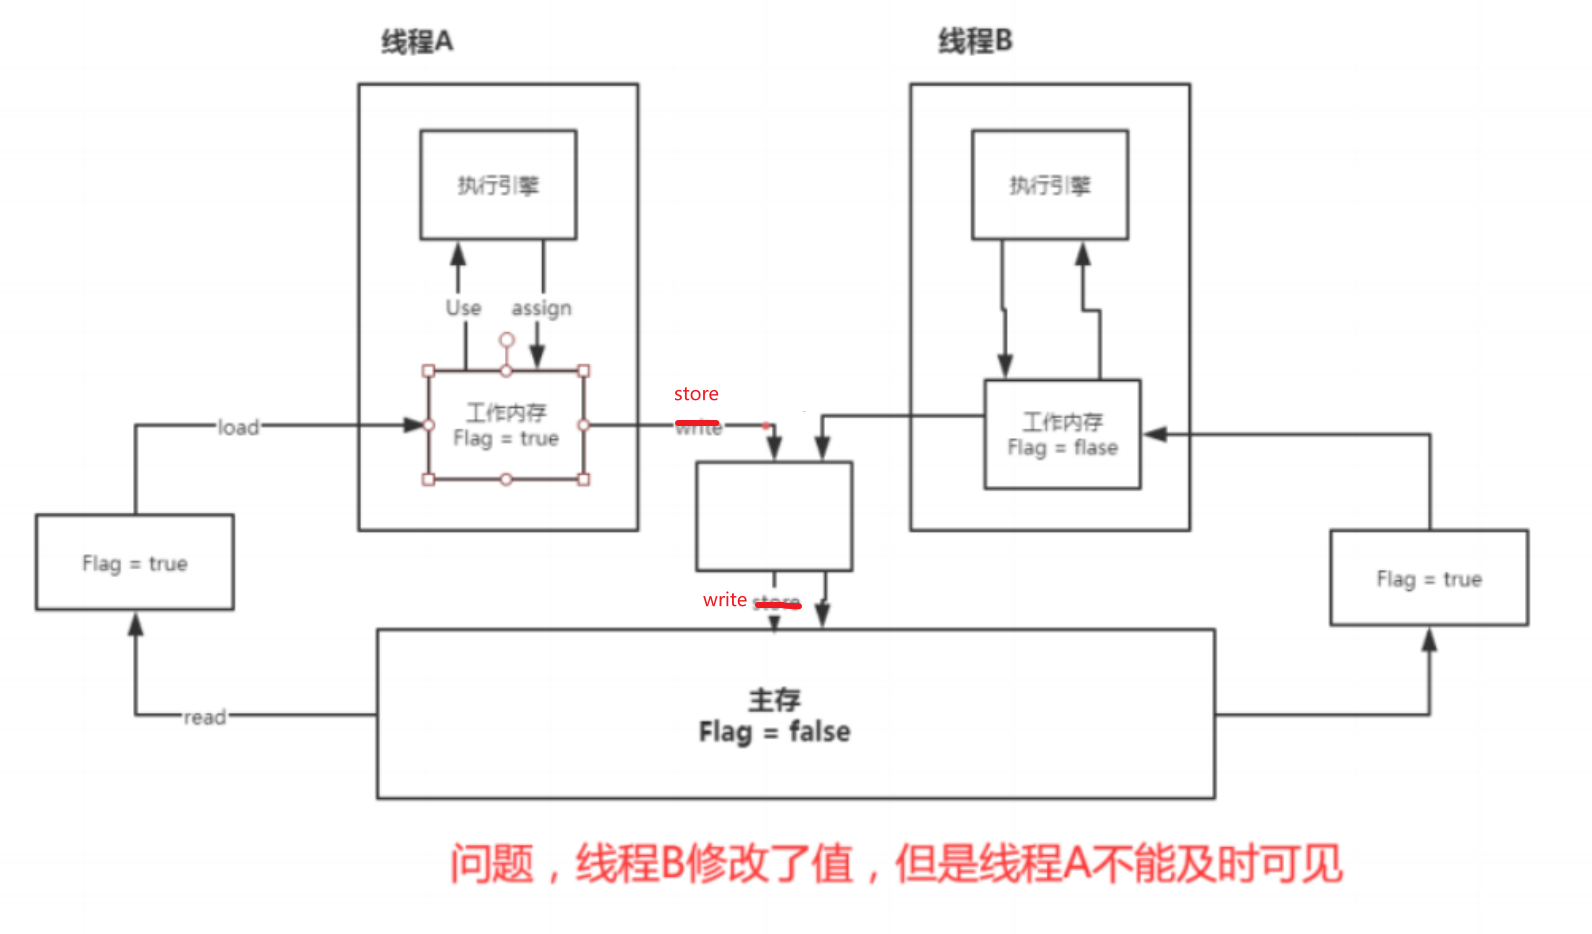 线程A
线程B
执行引擎
执行引擎
Use
assign
store
write
工作内存
Flag = true
工作内存
Flag = flase
load
Flag = true
Flag = true
write store
read
主存
Flag = false
问题，线程B修改了值，但是线程A不能及时可见